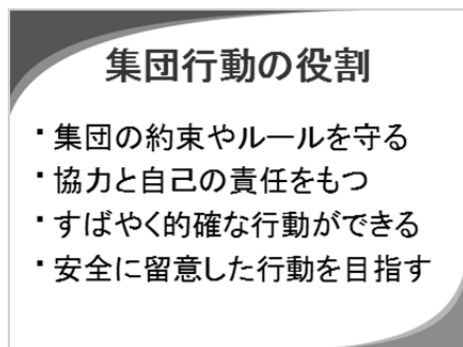 集団行動の役割
▪集団の約束やルールを守る
▪協力と自己の責任をもつ
▪すばやく的確な行動ができる
▪安全に留意した行動を目指す